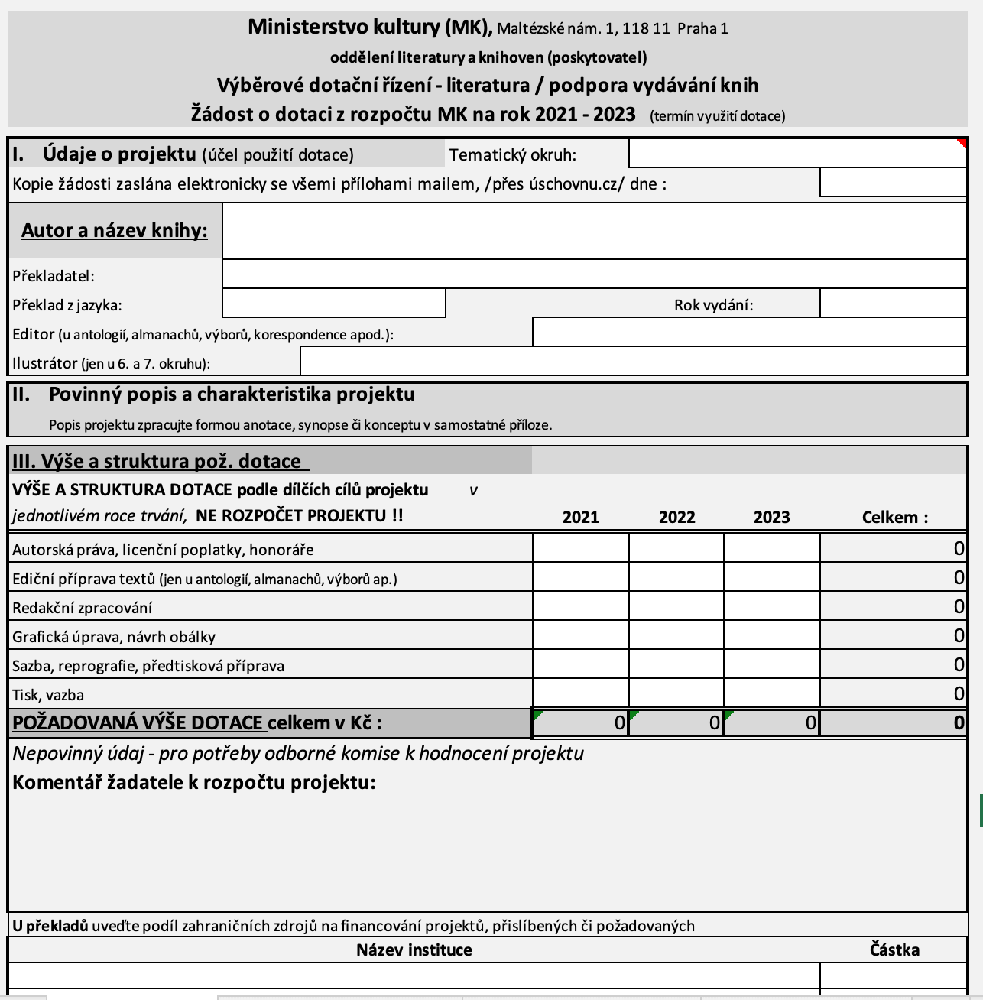 Ministerstvo kultury (MK), Maltézské nám. 1, 118 11 Praha 1
oddělení literatury a knihoven (poskytovatel)
Výběrové dotační řízení - literatura / podpora vydávání knih
Žádost o dotaci z rozpočtu MK na rok 2021 - 2023 (termín využití dotace)
I. Údaje o projektu (účel použití dotace) Tematický okruh:
Kopie žádosti zaslána elektronicky se všemi přílohami mailem, /přes úschovnu.cz/ dne :
Autor a název knihy:
Překladatel:
Překlad z jazyka: Rok vydání:
Editor (u antologií, almanachů, výborů, korespondence apod.):
Ilustrátor (jen u 6. a 7. okruhu):
II. Povinný popis a charakteristika projektu
Popis projektu zpracujte formou anotace, synopse či konceptu v samostatné příloze.
III. Výše a struktura pož. dotace
VÝŠE A STRUKTURA DOTACE podle dílčích cílů projektu v
jednotlivém roce trvání, NE ROZPOČET PROJEKTU !! 2021 2022 2023 Celkem :
Autorská práva, licenční poplatky, honoráře 0
Ediční příprava textů (jen u antologií, almanachů, výborů ap.) 0
Redakční zpracování 0
Grafická úprava, návrh obálky 0
Sazba, reprografie, předtisková příprava 0
Tisk, vazba 0
POŽADOVANÁ VÝŠE DOTACE celkem v Kč : 0 0 0 0
Nepovinný údaj - pro potřeby odborné komise k hodnocení projektu
Komentář žadatele k rozpočtu projektu:
U překladů uveďte podíl zahraničních zdrojů na financování projektů, přislíbených či požadovaných
Název instituce Částka